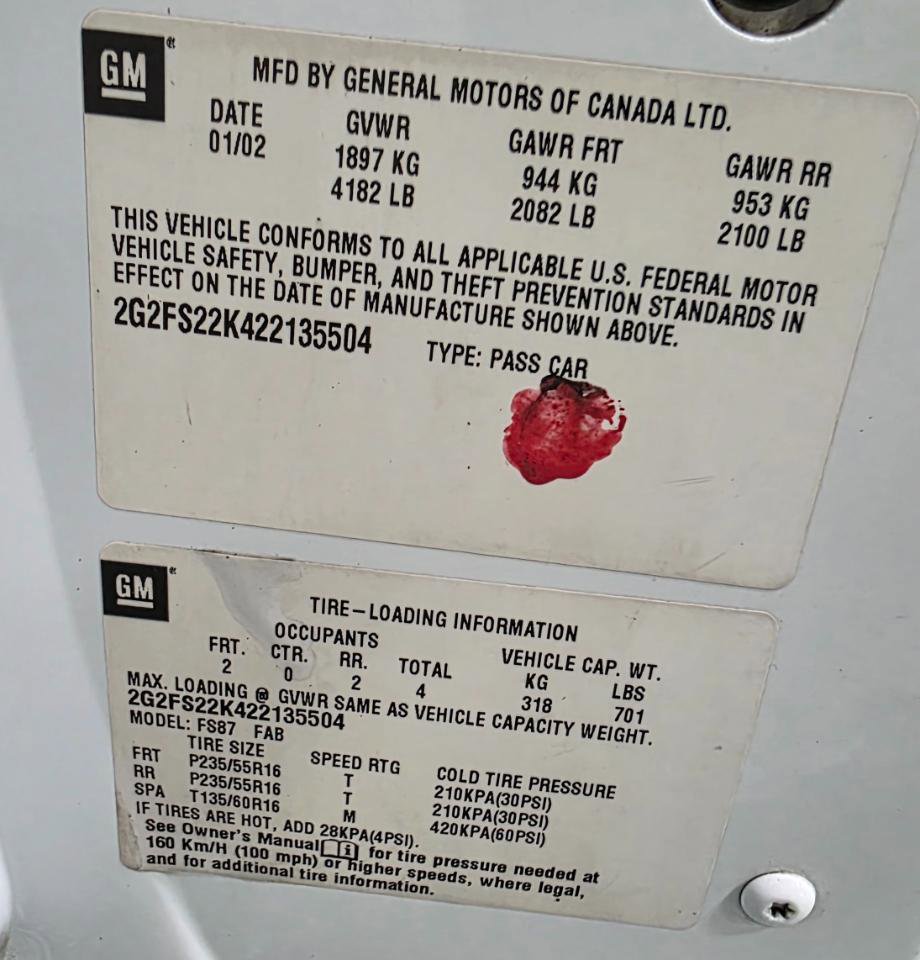 GM
MFD BY GENERAL MOTORS OF CANADA LTD.
DATE GVWR GAWR FRT GAWR RR
01/02 1897 KG 944 KG 953 KG
4182 LB 2082 LB 2100 LB
THIS VEHICLE CONFORMS TO ALL APPLICABLE U.S. FEDERAL MOTOR
VEHICLE SAFETY, BUMPER, AND THEFT PREVENTION STANDARDS IN
EFFECT ON THE DATE OF MANUFACTURE SHOWN ABOVE.
2G2FS22K422135504 TYPE: PASS CAR
GM
TIRE-LOADING INFORMATION
OCCUPANTS VEHICLE CAP. WT.
FRT. CTR. RR. TOTAL KG LBS
2 0 2 4 318 701
MAX. LOADING @ GVWR SAME AS VEHICLE CAPACITY WEIGHT.
2G2FS22K422135504
MODEL: FS87 FAB
TIRE SIZE SPEED RTG COLD TIRE PRESSURE
FRT P235/55R16 T 210KPA(30PSI)
RR P235/55R16 T 210KPA(30PSI)
SPA T135/60R16 M 420KPA(60PSI)
IF TIRES ARE HOT, ADD 28KPA(4PSI).
See Owner's Manual for tire pressure needed at
160 Km/H (100 mph) or higher speeds, where legal,
and for additional tire information.